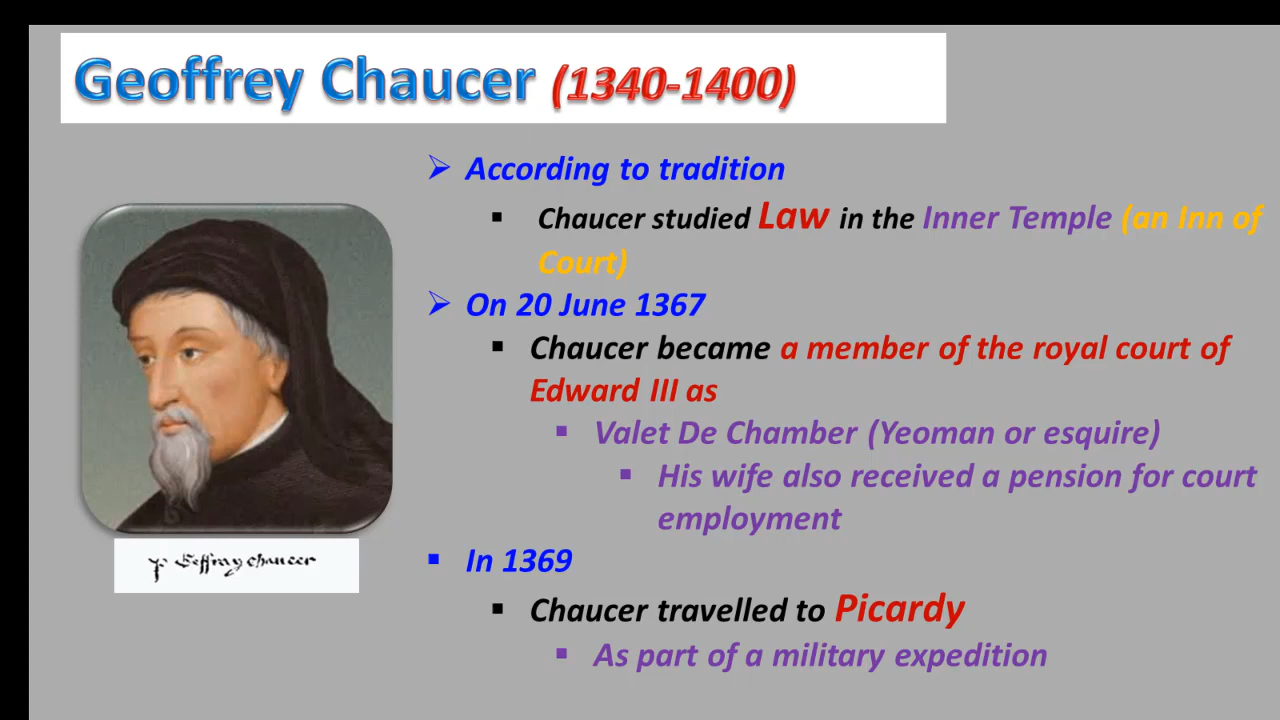 Geoffrey Chaucer (1340-1400)
According to tradition
Chaucer studied Law in the Inner Temple (an Inn of
Court)
On 20 June 1367
Chaucer became a member of the royal court of
Edward III as
Valet De Chamber (Yeoman or esquire)
His wife also received a pension for court
employment
In 1369
Chaucer travelled to Picardy
As part of a military expedition
Geffray chaucer